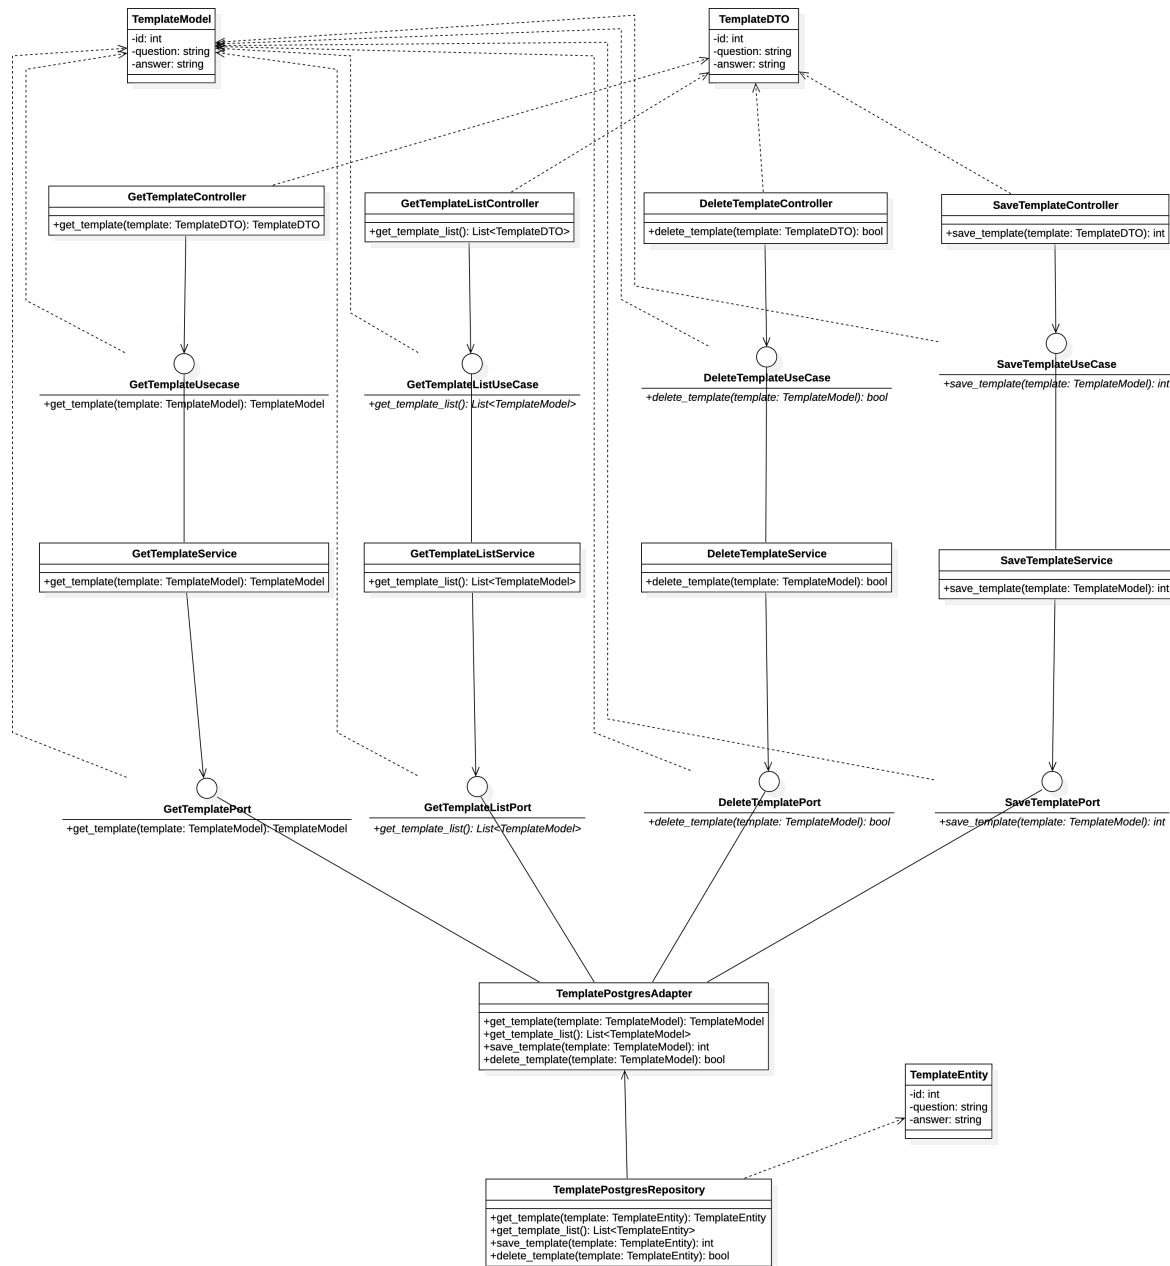 TemplateModel
-id: int
-question: string
-answer: string
TemplateDTO
-id: int
-question: string
-answer: string
GetTemplateController
+get_template(template: TemplateDTO): TemplateDTO
GetTemplateListController
+get_template_list(): List<TemplateDTO>
DeleteTemplateController
+delete_template(template: TemplateDTO): bool
SaveTemplateController
+save_template(template: TemplateDTO): int
GetTemplateUsecase
+get_template(template: TemplateModel): TemplateModel
GetTemplateListUseCase
+get_template_list(): List<TemplateModel>
DeleteTemplateUseCase
+delete_template(template: TemplateModel): bool
SaveTemplateUseCase
+save_template(template: TemplateModel): int
GetTemplateService
+get_template(template: TemplateModel): TemplateModel
GetTemplateListService
+get_template_list(): List<TemplateModel>
DeleteTemplateService
+delete_template(template: TemplateModel): bool
SaveTemplateService
+save_template(template: TemplateModel): int
GetTemplatePort
+get_template(template: TemplateModel): TemplateModel
GetTemplateListPort
+get_template_list(): List<TemplateModel>
DeleteTemplatePort
+delete_template(template: TemplateModel): bool
SaveTemplatePort
+save_template(template: TemplateModel): int
TemplatePostgresAdapter
+get_template(template: TemplateModel): TemplateModel
+get_template_list(): List<TemplateModel>
+save_template(template: TemplateModel): int
+delete_template(template: TemplateModel): bool
TemplateEntity
-id: int
-question: string
-answer: string
TemplatePostgresRepository
+get_template(template: TemplateEntity): TemplateEntity
+get_template_list(): List<TemplateEntity>
+save_template(template: TemplateEntity): int
+delete_template(template: TemplateEntity): bool